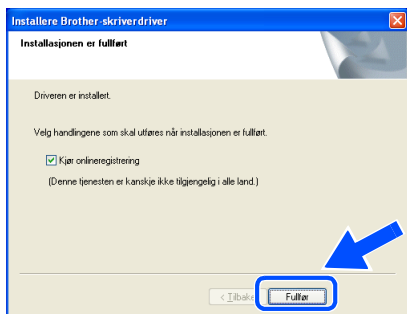 Installere Brother-skriverdriver
Installasjonen er fullført
Driveren er installert.
Velg handlingene som skal utføres når installasjonen er fullført.
Kjør onlineregistrering
(Denne tjenesten er kanskje ikke tilgjengelig i alle land.)
< Tilbake Fullfør